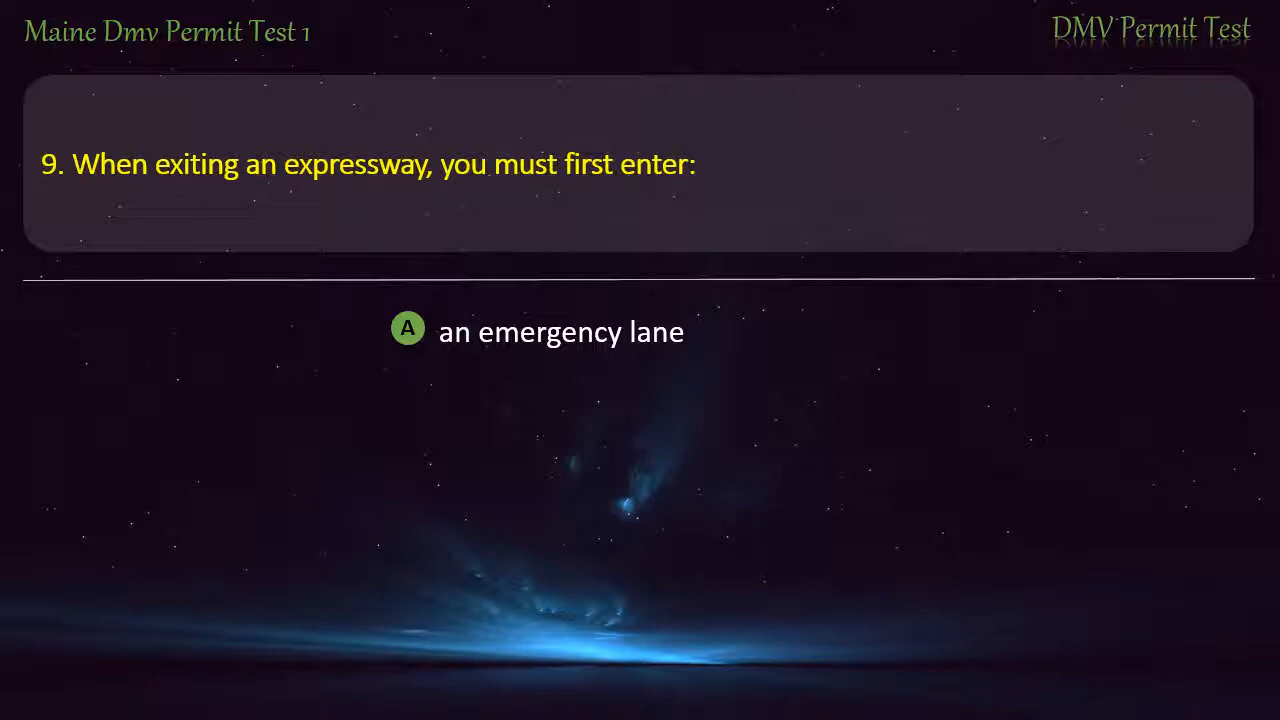 Maine Dmv Permit Test 1
DMV Permit Test
9. When exiting an expressway, you must first enter:
A an emergency lane